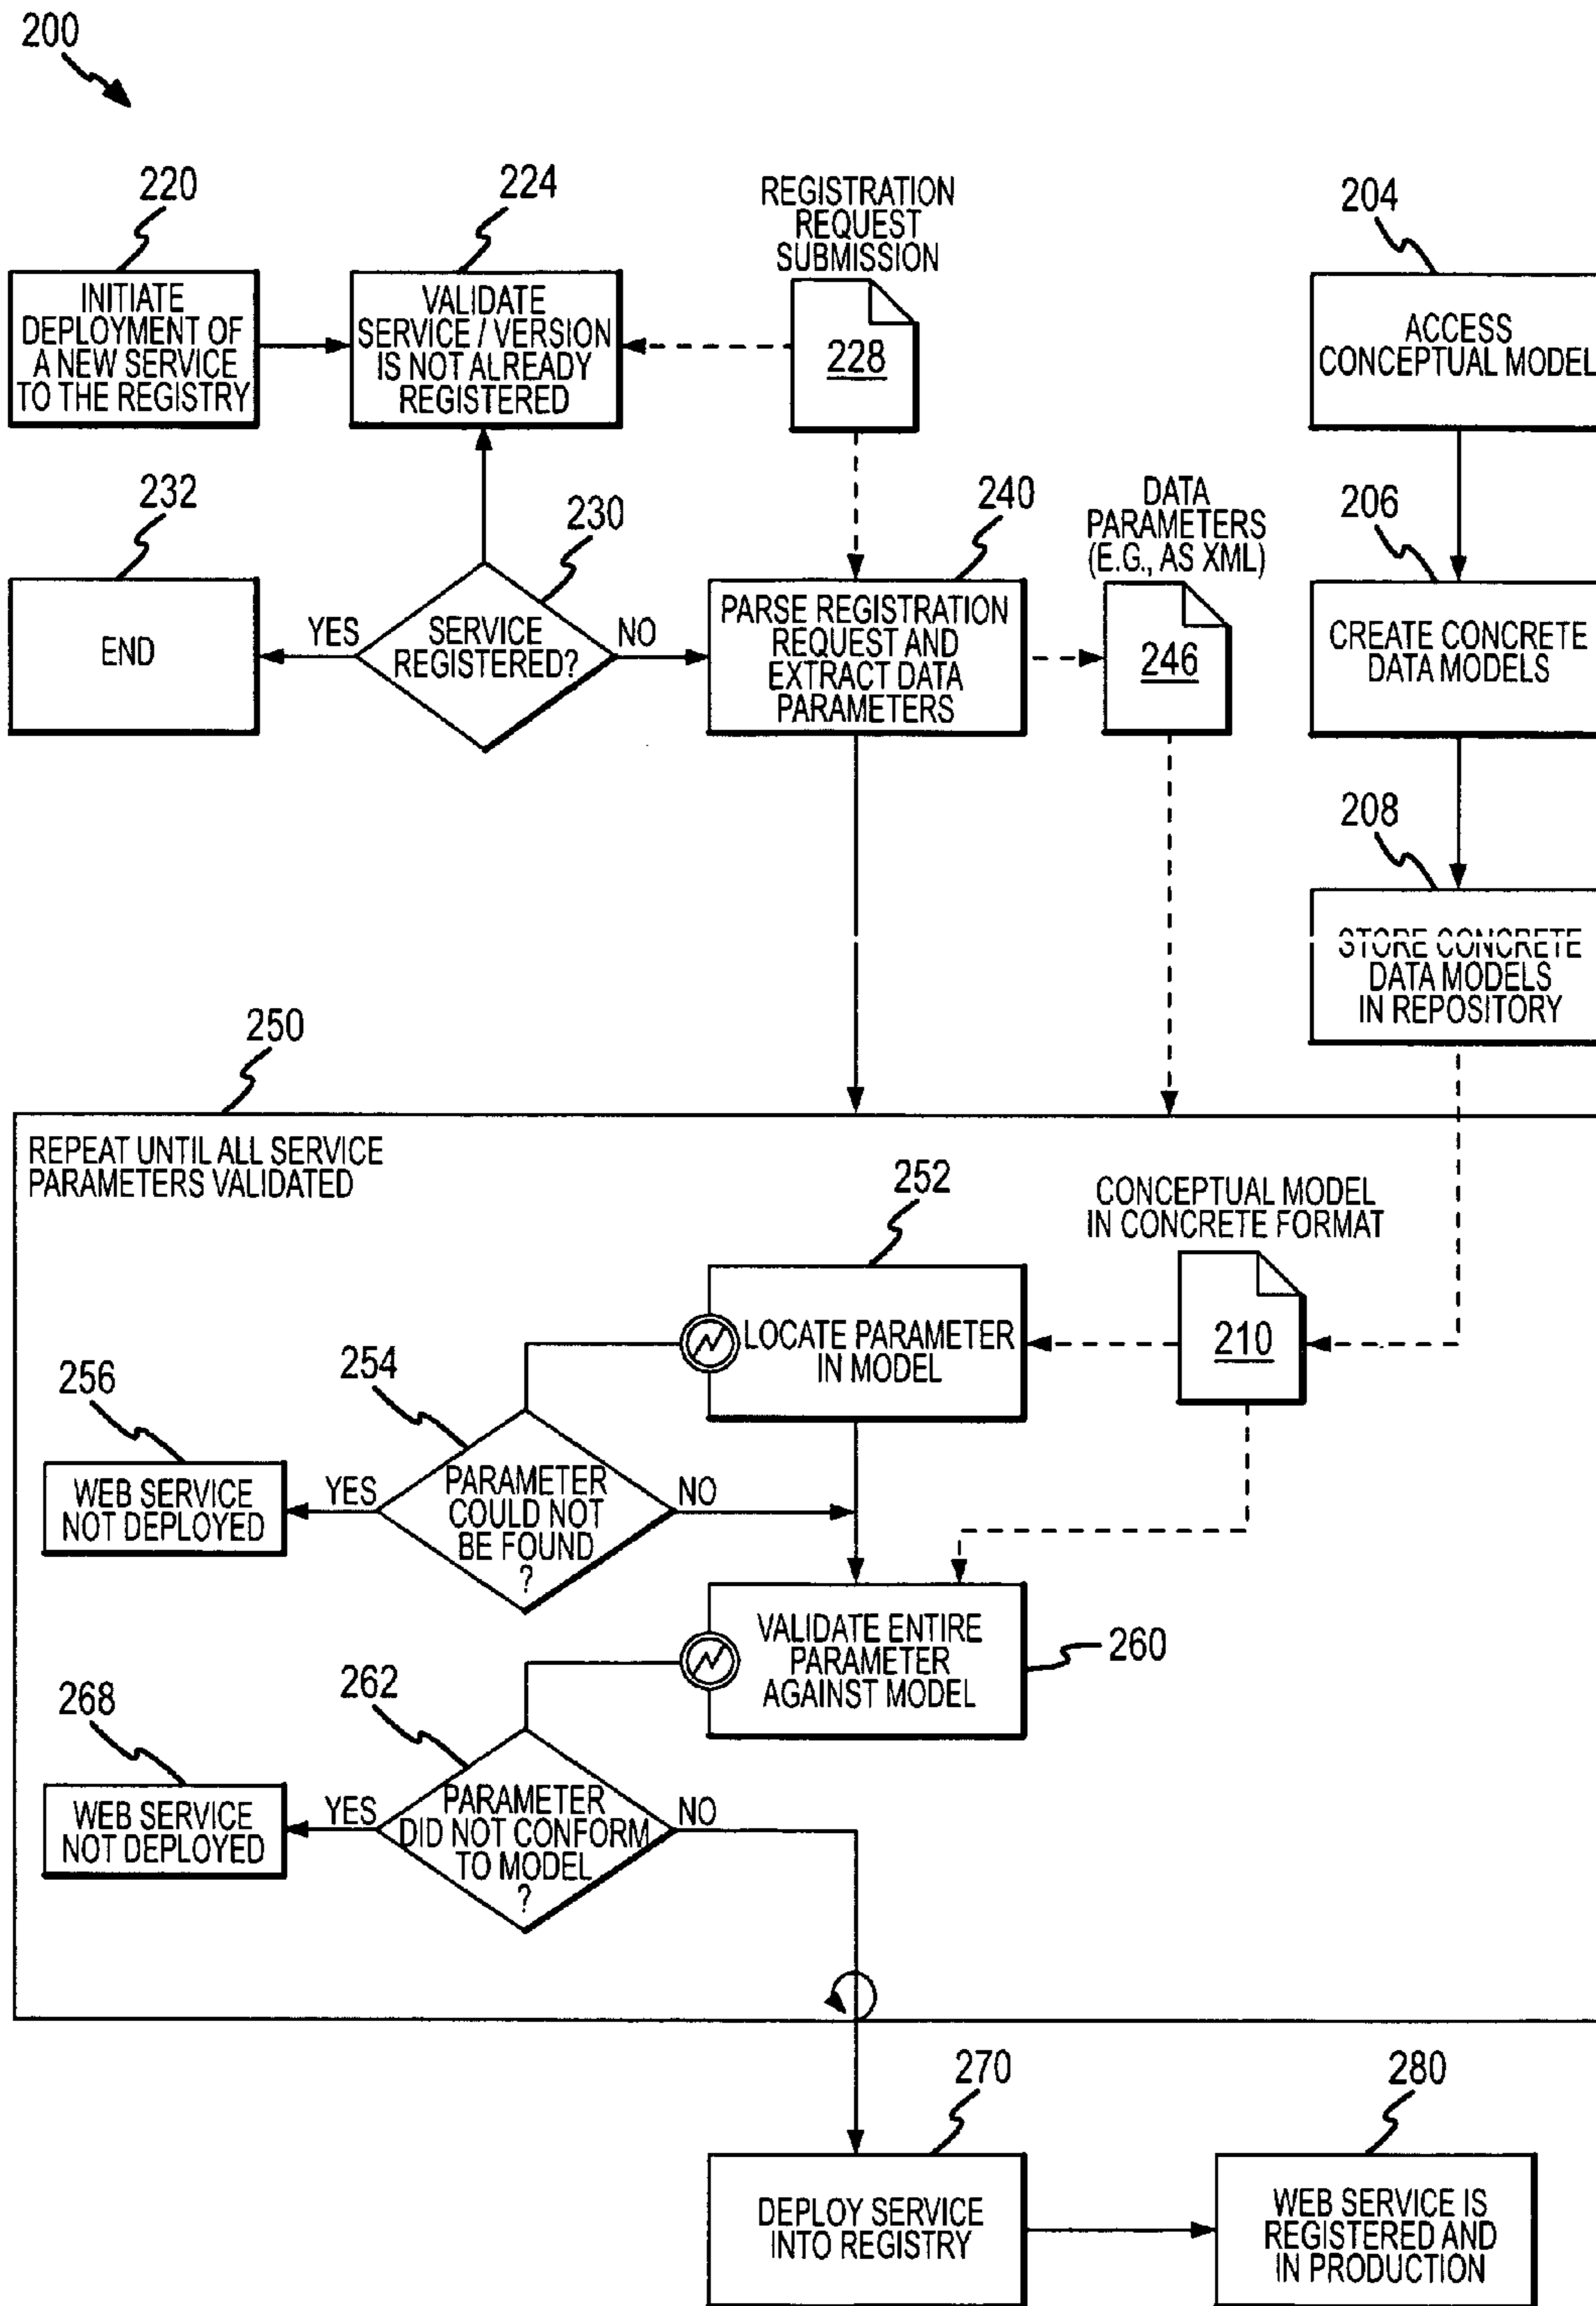 200
220
INITIATE
DEPLOYMENT OF
A NEW SERVICE
TO THE REGISTRY
224
VALIDATE
SERVICE / VERSION
IS NOT ALREADY
REGISTERED
REGISTRATION
REQUEST
SUBMISSION
228
204
ACCESS
CONCEPTUAL MODEL
232
END
YES
230
SERVICE
REGISTERED?
NO
240
PARSE REGISTRATION
REQUEST AND
EXTRACT DATA
PARAMETERS
DATA
PARAMETERS
(E.G., AS XML)
246
206
CREATE CONCRETE
DATA MODELS
208
STORE CONCRETE
DATA MODELS
IN REPOSITORY
250
REPEAT UNTIL ALL SERVICE
PARAMETERS VALIDATED
252
LOCATE PARAMETER
IN MODEL
CONCEPTUAL MODEL
IN CONCRETE FORMAT
210
256
WEB SERVICE
NOT DEPLOYED
YES
254
PARAMETER
COULD NOT
BE FOUND
?
NO
VALIDATE ENTIRE
PARAMETER
AGAINST MODEL
260
268
WEB SERVICE
NOT DEPLOYED
YES
262
PARAMETER
DID NOT CONFORM
TO MODEL
?
NO
270
DEPLOY SERVICE
INTO REGISTRY
280
WEB SERVICE IS
REGISTERED AND
IN PRODUCTION